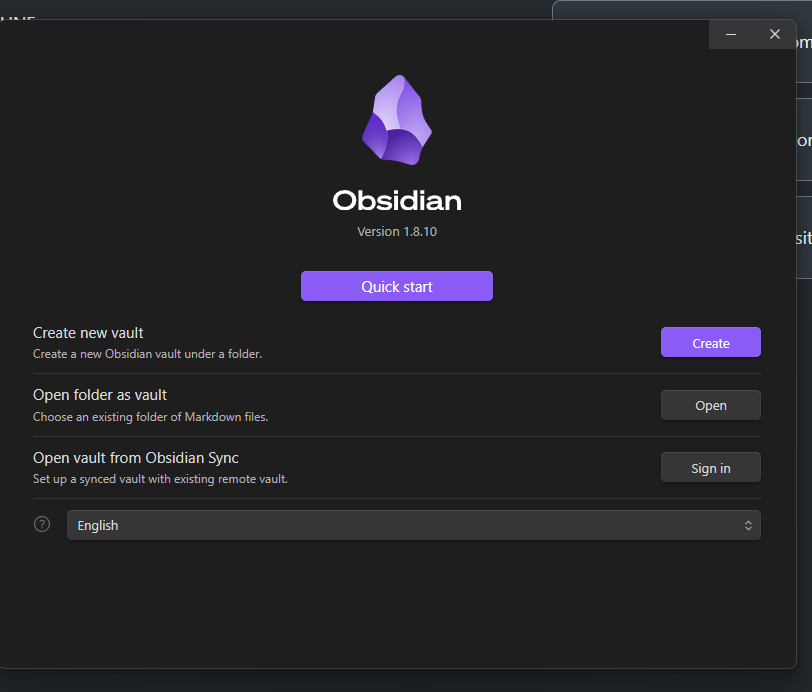 Obsidian
Version 1.8.10
Quick start
Create new vault
Create a new Obsidian vault under a folder.
Create
Open folder as vault
Choose an existing folder of Markdown files.
Open
Open vault from Obsidian Sync
Set up a synced vault with existing remote vault.
Sign in
?
English